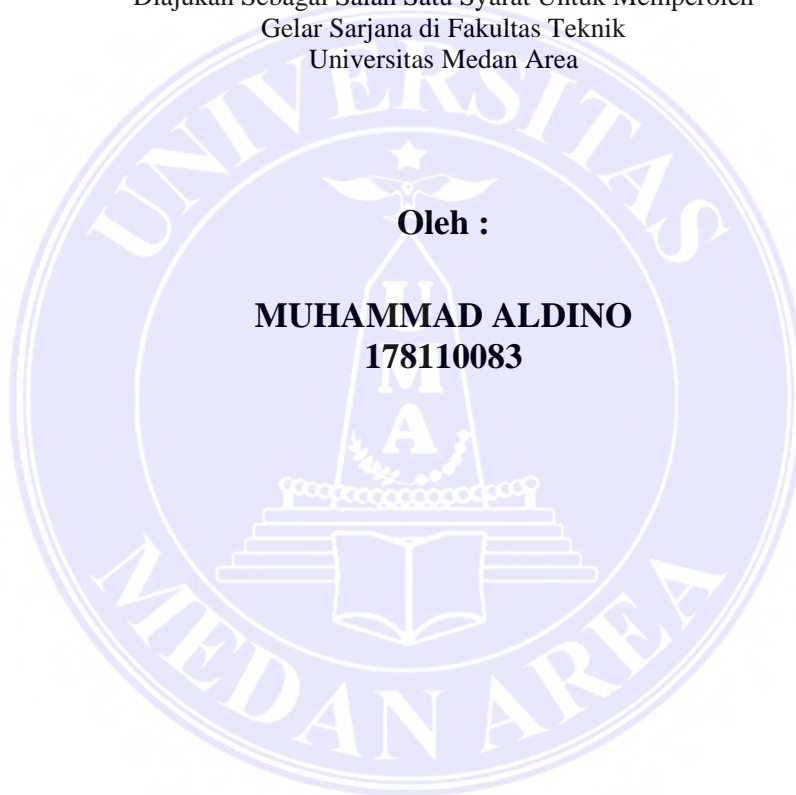 Diajukan Sebagai Salah Satu Syarat Untuk Memperoleh
Gelar Sarjana di Fakultas Teknik
Universitas Medan Area
UNIVERSITAS
Oleh :
MUHAMMAD ALDINO
178110083
U
M
A
MEDAN AREA